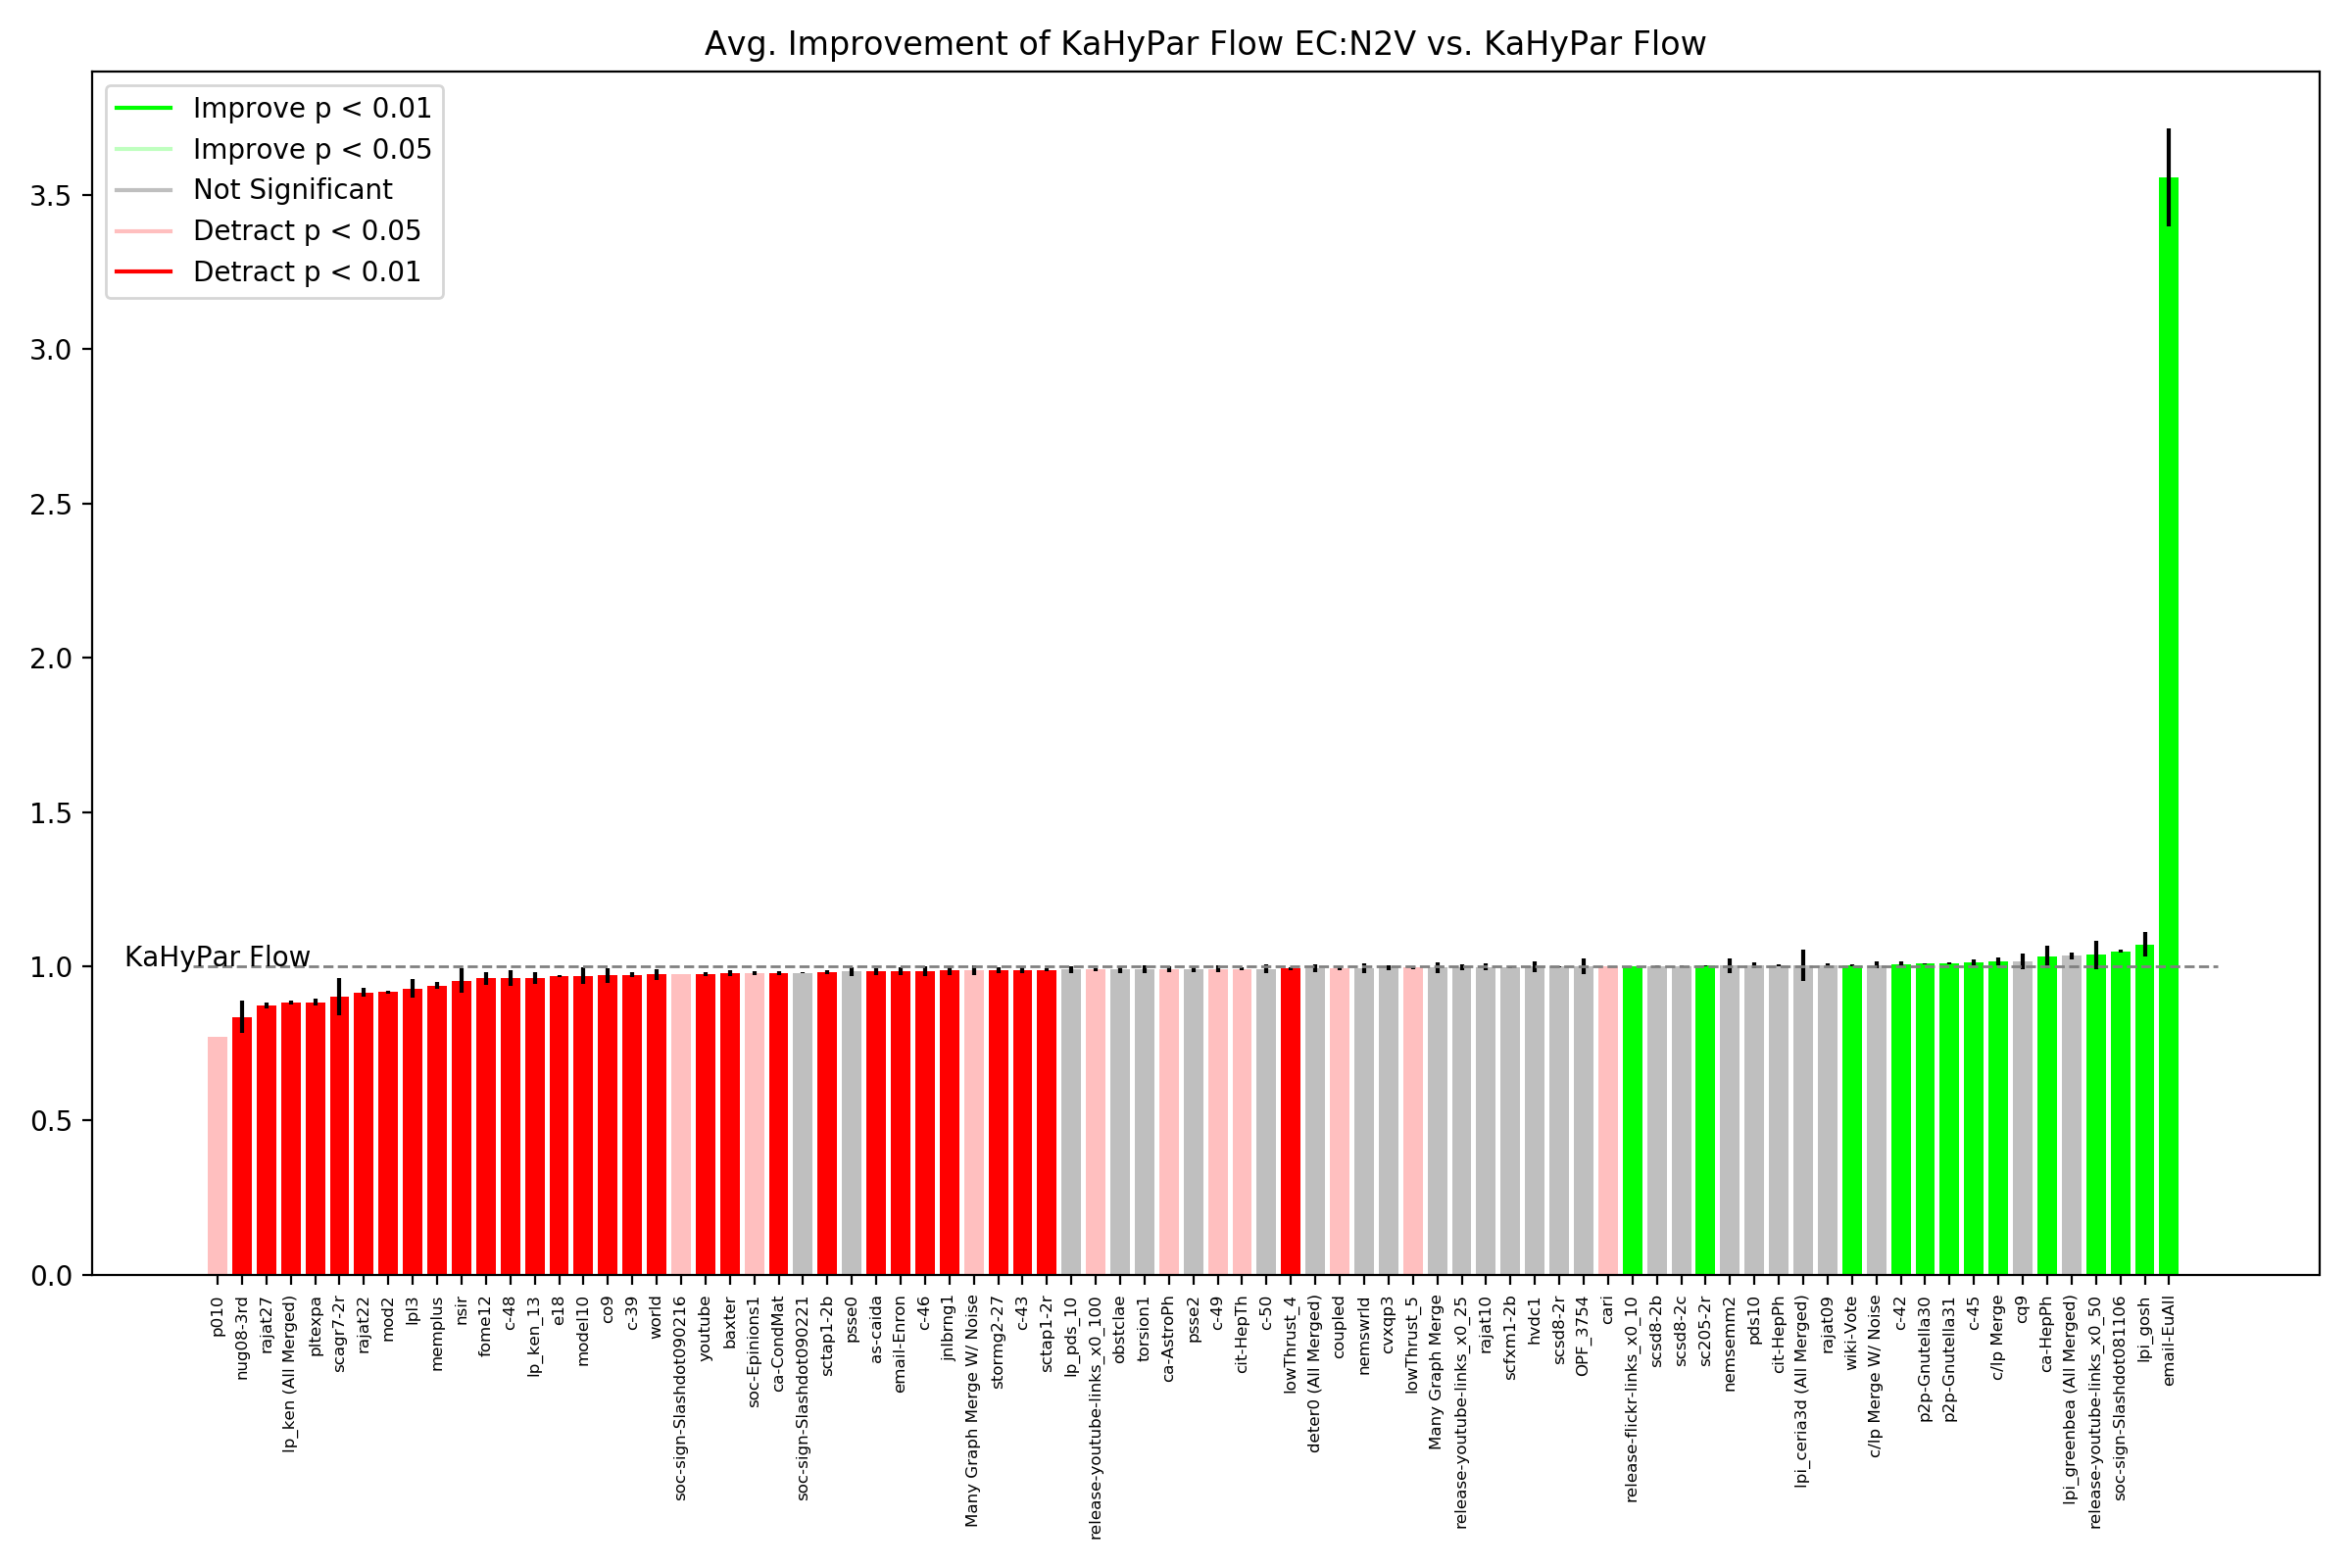 Avg. Improvement of KaHyPar Flow EC:N2V vs. KaHyPar Flow
Improve p < 0.01
Improve p < 0.05
Not Significant
Detract p < 0.05
Detract p < 0.01
3.5
3.0
2.5
2.0
1.5
1.0
0.5
0.0
KaHyPar Flow
p010
nug08-3rd
rajat27
lp_ken (All Merged)
pltexpa
scagr7-2r
rajat22
mod2
lpl3
memplus
nsir
fome12
c-48
lp_ken_13
e18
model10
co9
c-39
world
soc-sign-Slashdot090216
youtube
baxter
soc-Epinions1
ca-CondMat
soc-sign-Slashdot090221
sctap1-2b
psse0
as-caida
email-Enron
c-46
jnlbrng1
Many Graph Merge W/ Noise
stormg2-27
c-43
sctap1-2r
lp_pds_10
release-youtube-links_x0_100
obstclae
torsion1
ca-AstroPh
psse2
c-49
cit-HepTh
c-50
lowThrust_4
deter0 (All Merged)
coupled
nemswrld
cvxqp3
lowThrust_5
Many Graph Merge
release-youtube-links_x0_25
rajat10
scfxm1-2b
hvdc1
scsd8-2r
OPF_3754
cari
release-flickr-links_x0_10
scsd8-2b
scsd8-2c
sc205-2r
nemsemm2
pds10
cit-HepPh
lpi_ceria3d (All Merged)
rajat09
wiki-Vote
c/lp Merge W/ Noise
c-42
p2p-Gnutella30
p2p-Gnutella31
c-45
c/lp Merge
cq9
ca-HepPh
lpi_greenbea (All Merged)
release-youtube-links_x0_50
soc-sign-Slashdot081106
lpi_gosh
email-EuAll